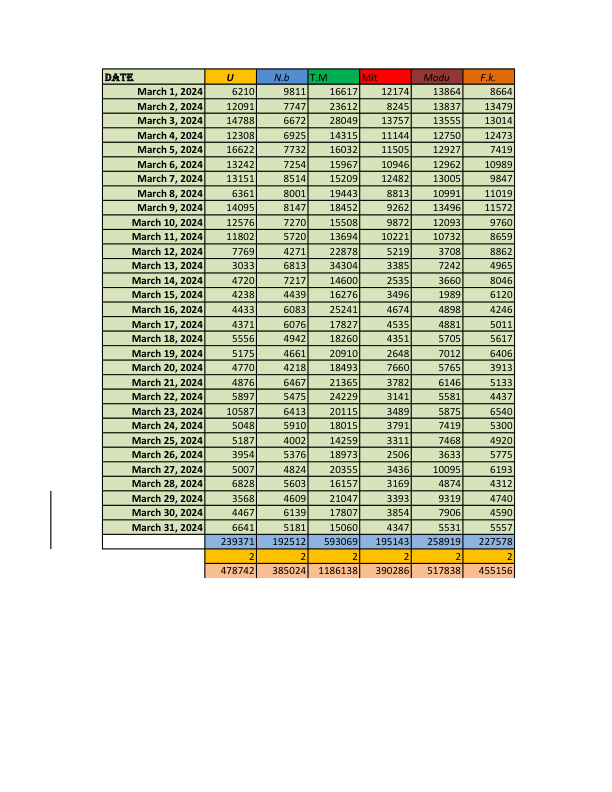 DATE U N.b T.M Mit Modu F.k.
March 1, 2024 6210 9811 16617 12174 13864 8664
March 2, 2024 12091 7747 23612 8245 13837 13479
March 3, 2024 14788 6672 28049 13757 13555 13014
March 4, 2024 12308 6925 14315 11144 12750 12473
March 5, 2024 16622 7732 16032 11505 12927 7419
March 6, 2024 13242 7254 15967 10946 12962 10989
March 7, 2024 13151 8514 15209 12482 13005 9847
March 8, 2024 6361 8001 19443 8813 10991 11019
March 9, 2024 14095 8147 18452 9262 13496 11572
March 10, 2024 12576 7270 15508 9872 12093 9760
March 11, 2024 11802 5720 13694 10221 10732 8659
March 12, 2024 7769 4271 22878 5219 3708 8862
March 13, 2024 3033 6813 34304 3385 7242 4965
March 14, 2024 4720 7217 14600 2535 3660 8046
March 15, 2024 4238 4439 16276 3496 1989 6120
March 16, 2024 4433 6083 25241 4674 4898 4246
March 17, 2024 4371 6076 17827 4535 4881 5011
March 18, 2024 5556 4942 18260 4351 5705 5617
March 19, 2024 5175 4661 20910 2648 7012 6406
March 20, 2024 4770 4218 18493 7660 5765 3913
March 21, 2024 4876 6467 21365 3782 6146 5133
March 22, 2024 5897 5475 24229 3141 5581 4437
March 23, 2024 10587 6413 20115 3489 5875 6540
March 24, 2024 5048 5910 18015 3791 7419 5300
March 25, 2024 5187 4002 14259 3311 7468 4920
March 26, 2024 3954 5376 18973 2506 3633 5775
March 27, 2024 5007 4824 20355 3436 10095 6193
March 28, 2024 6828 5603 16157 3169 4874 4312
March 29, 2024 3568 4609 21047 3393 9319 4740
March 30, 2024 4467 6139 17807 3854 7906 4590
March 31, 2024 6641 5181 15060 4347 5531 5557
239371 192512 593069 195143 258919 227578
2 2 2 2 2 2
478742 385024 1186138 390286 517838 455156